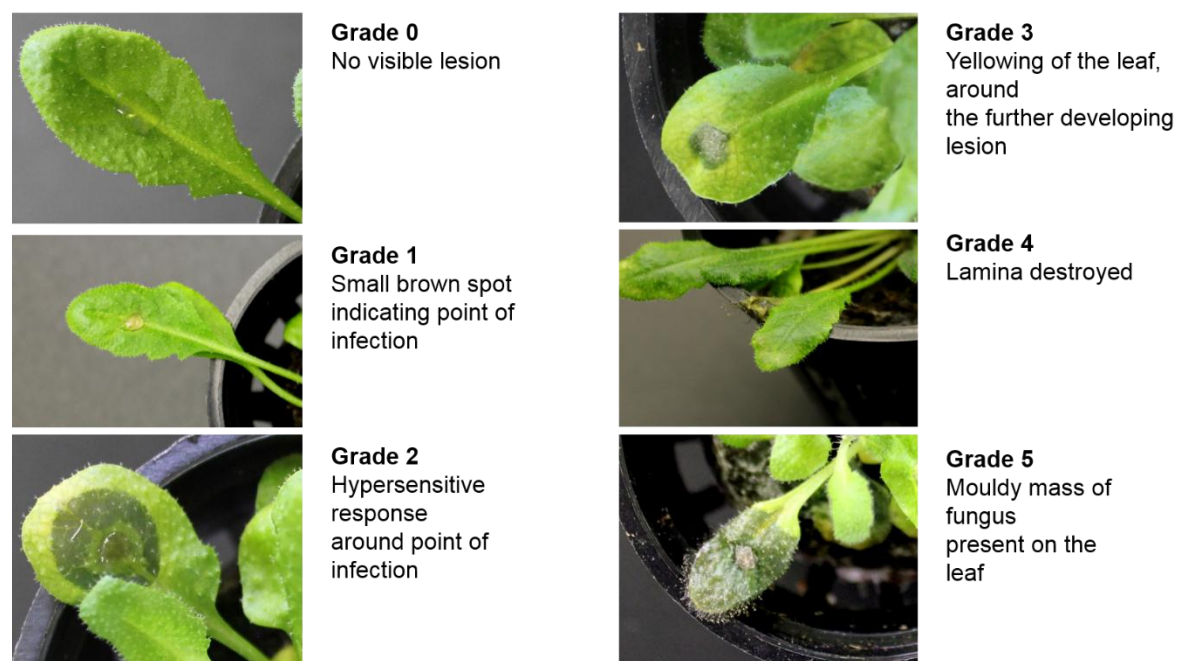 Grade 0
No visible lesion
Grade 1
Small brown spot
indicating point of
infection
Grade 2
Hypersensitive
response
around point of
infection
Grade 3
Yellowing of the leaf,
around
the further developing
lesion
Grade 4
Lamina destroyed
Grade 5
Mouldy mass of
fungus
present on the
leaf